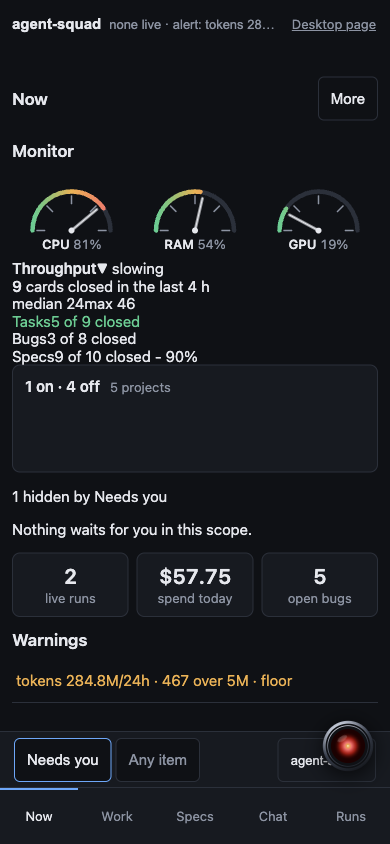 agent-squad none live · alert: tokens 28... Desktop page
Now More
Monitor
CPU 81% RAM 54% GPU 19%
Throughput▼ slowing
9 cards closed in the last 4 h
median 24max 46
Tasks5 of 9 closed
Bugs3 of 8 closed
Specs9 of 10 closed - 90%
1 on · 4 off 5 projects
1 hidden by Needs you
Nothing waits for you in this scope.
2 $57.75 5
live runs spend today open bugs
Warnings
tokens 284.8M/24h · 467 over 5M · floor
Needs you Any item
Now Work Specs Chat Runs